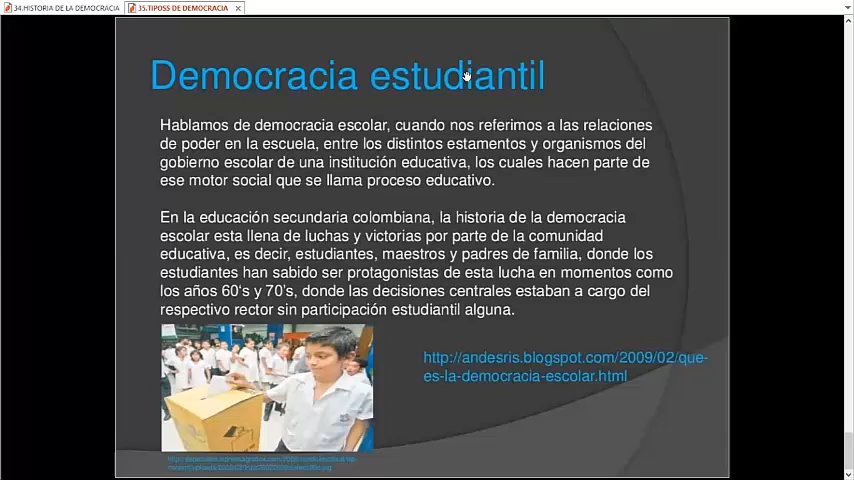 34.HISTORIA DE LA DEMOCRACIA
35.TIPOSS DE DEMOCRACIA
Democracia estudiantil
Hablamos de democracia escolar, cuando nos referimos a las relaciones
de poder en la escuela, entre los distintos estamentos y organismos del
gobierno escolar de una institución educativa, los cuales hacen parte de
ese motor social que se llama proceso educativo.
En la educación secundaria colombiana, la historia de la democracia
escolar esta llena de luchas y victorias por parte de la comunidad
educativa, es decir, estudiantes, maestros y padres de familia, donde los
estudiantes han sabido ser protagonistas de esta lucha en momentos como
los años 60's y 70's, donde las decisiones centrales estaban a cargo del
respectivo rector sin participación estudiantil alguna.
http://andesris.blogspot.com/2009/02/que-
es-la-democracia-escolar.html